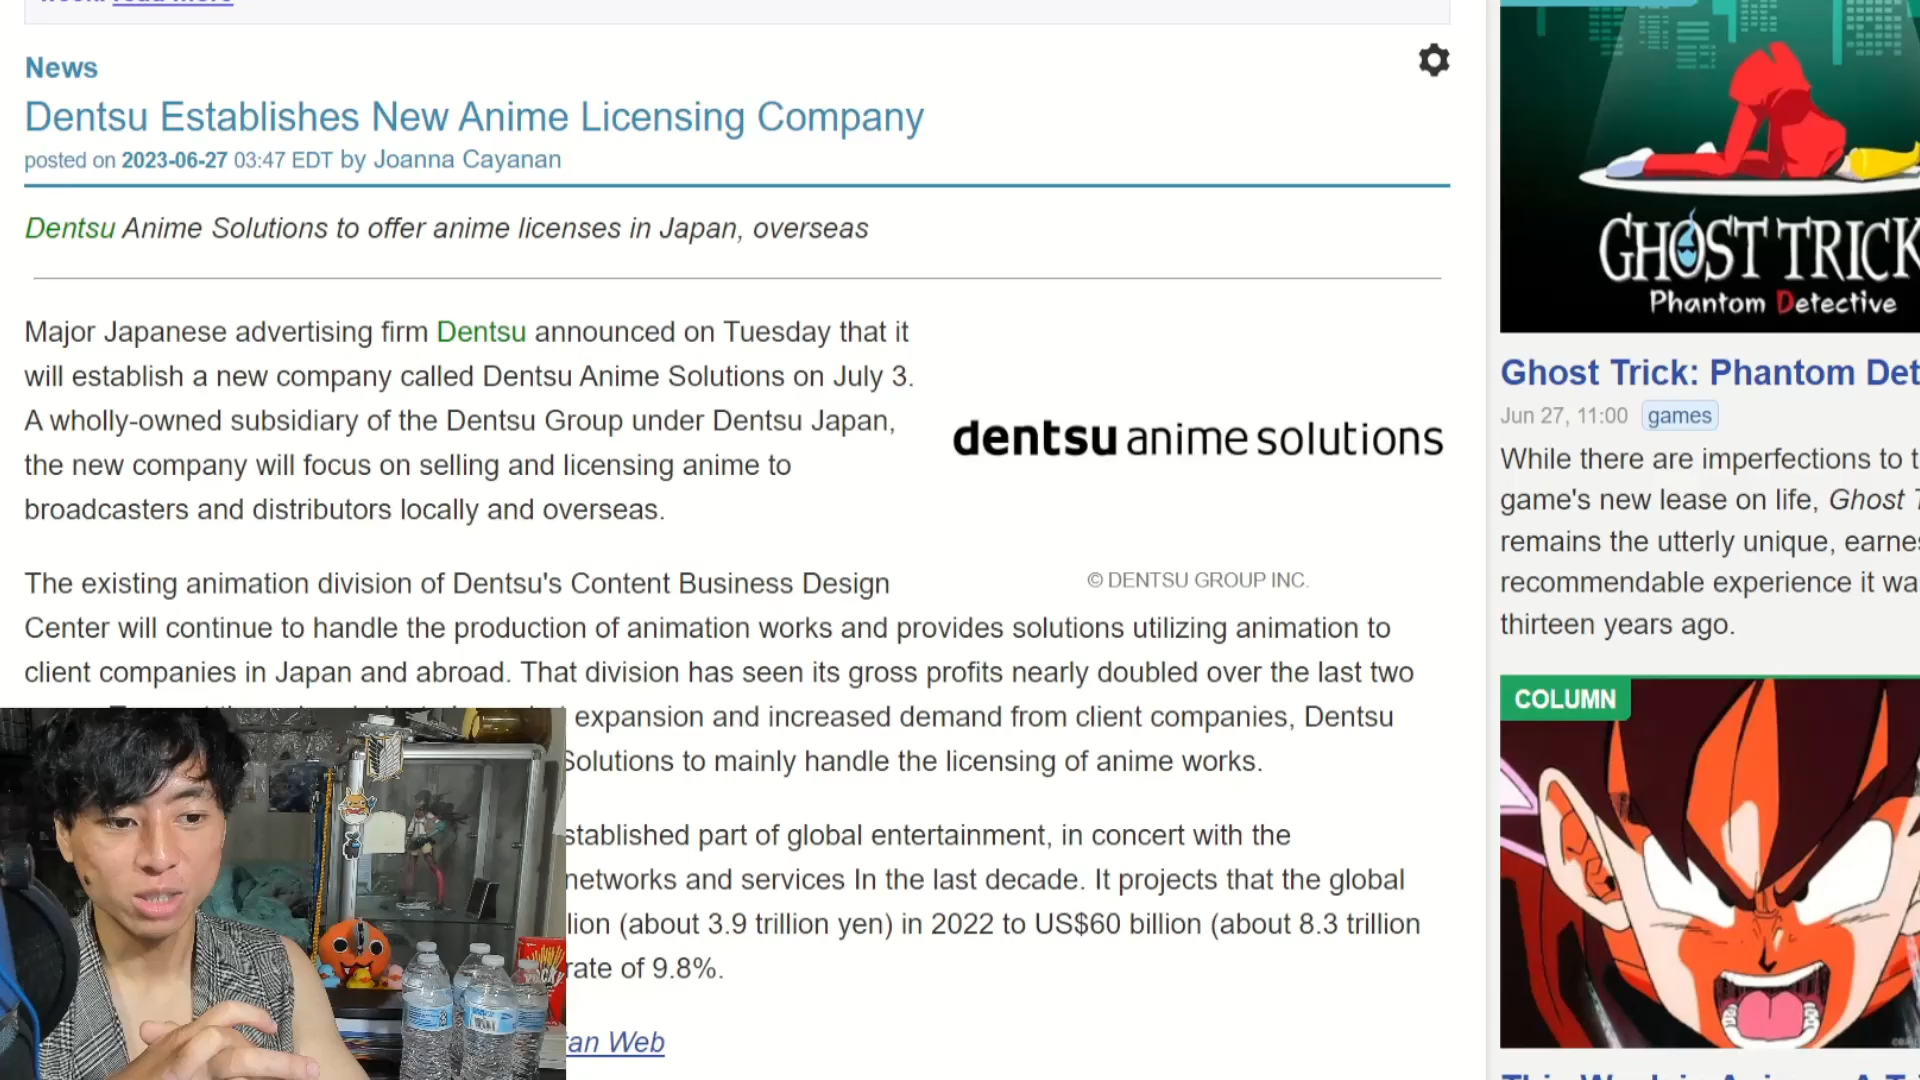 read more
News
Dentsu Establishes New Anime Licensing Company
posted on 2023-06-27 03:47 EDT by Joanna Cayanan
Dentsu Anime Solutions to offer anime licenses in Japan, overseas
Major Japanese advertising firm Dentsu announced on Tuesday that it
will establish a new company called Dentsu Anime Solutions on July 3.
A wholly-owned subsidiary of the Dentsu Group under Dentsu Japan,
the new company will focus on selling and licensing anime to
broadcasters and distributors locally and overseas.
dentsu anime solutions
© DENTSU GROUP INC.
The existing animation division of Dentsu's Content Business Design
Center will continue to handle the production of animation works and provides solutions utilizing animation to
client companies in Japan and abroad. That division has seen its gross profits nearly doubled over the last two
expansion and increased demand from client companies, Dentsu
Solutions to mainly handle the licensing of anime works.
stablished part of global entertainment, in concert with the
networks and services In the last decade. It projects that the global
lion (about 3.9 trillion yen) in 2022 to US$60 billion (about 8.3 trillion
rate of 9.8%.
an Web
GHOST TRICK
Phantom Detective
Ghost Trick: Phantom Det
Jun 27, 11:00 games
While there are imperfections to t
game's new lease on life, Ghost T
remains the utterly unique, earnes
recommendable experience it wa
thirteen years ago.
COLUMN